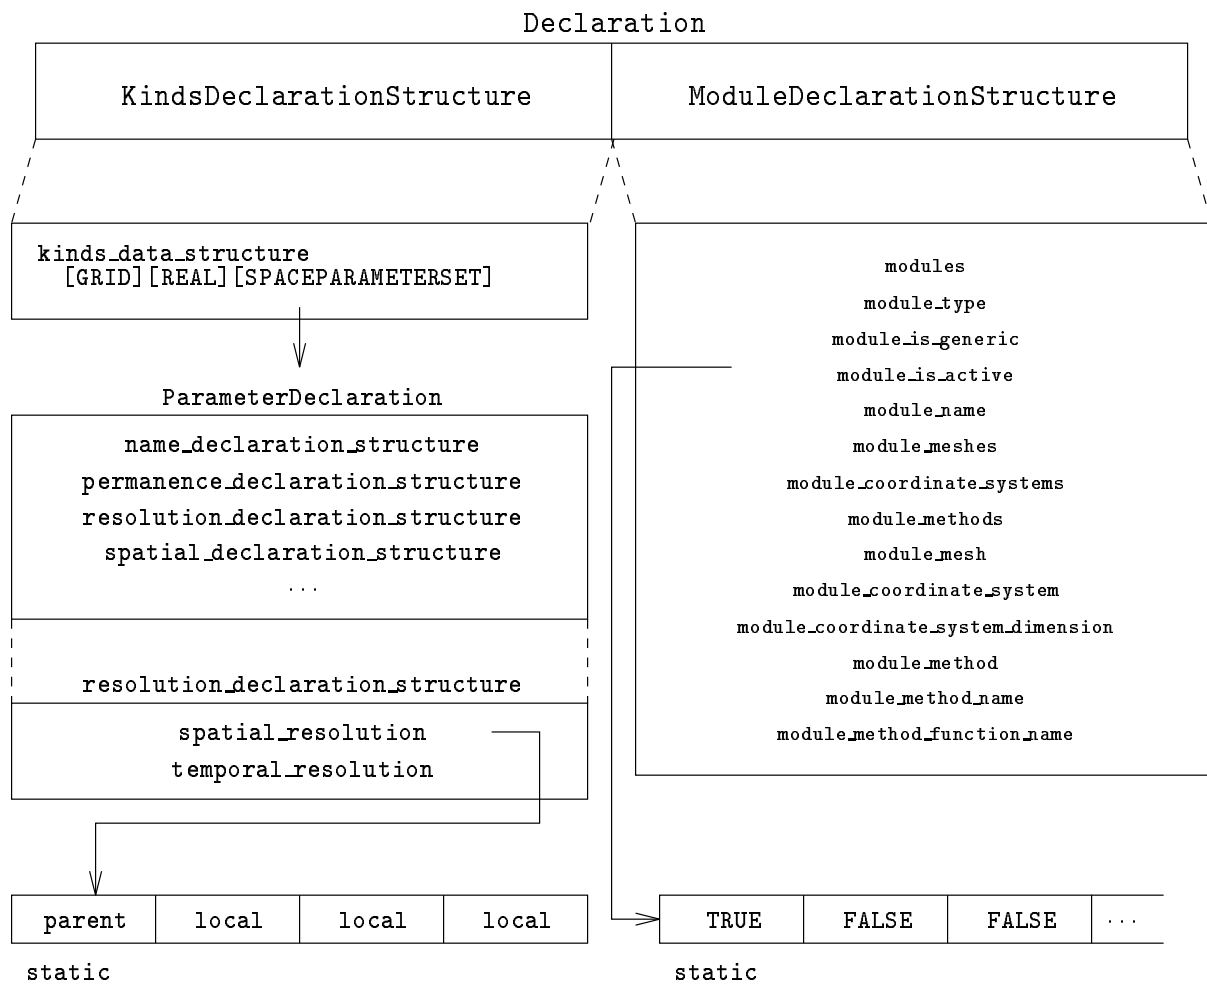 Declaration
KindsDeclarationStructure
ModuleDeclarationStructure
kinds_data_structure
[GRID][REAL][SPACEPARAMETERSET]
ParameterDeclaration
name_declaration_structure
permanence_declaration_structure
resolution_declaration_structure
spatial_declaration_structure
...
resolution_declaration_structure
spatial_resolution
temporal_resolution
parent local local local
static
modules
module_type
module_is_generic
module_is_active
module_name
module_meshes
module_coordinate_systems
module_methods
module_mesh
module_coordinate_system
module_coordinate_system_dimension
module_method
module_method_name
module_method_function_name
TRUE FALSE FALSE ...
static